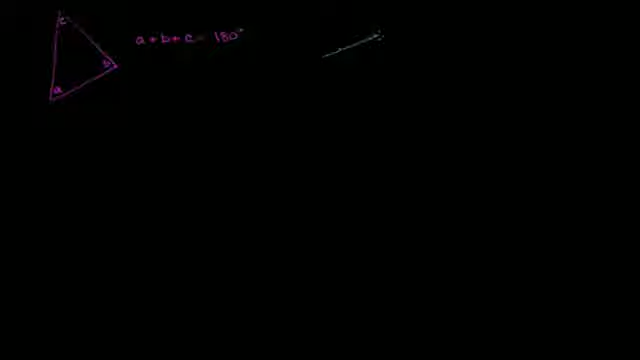 c
a + b + c = 180°
b
a